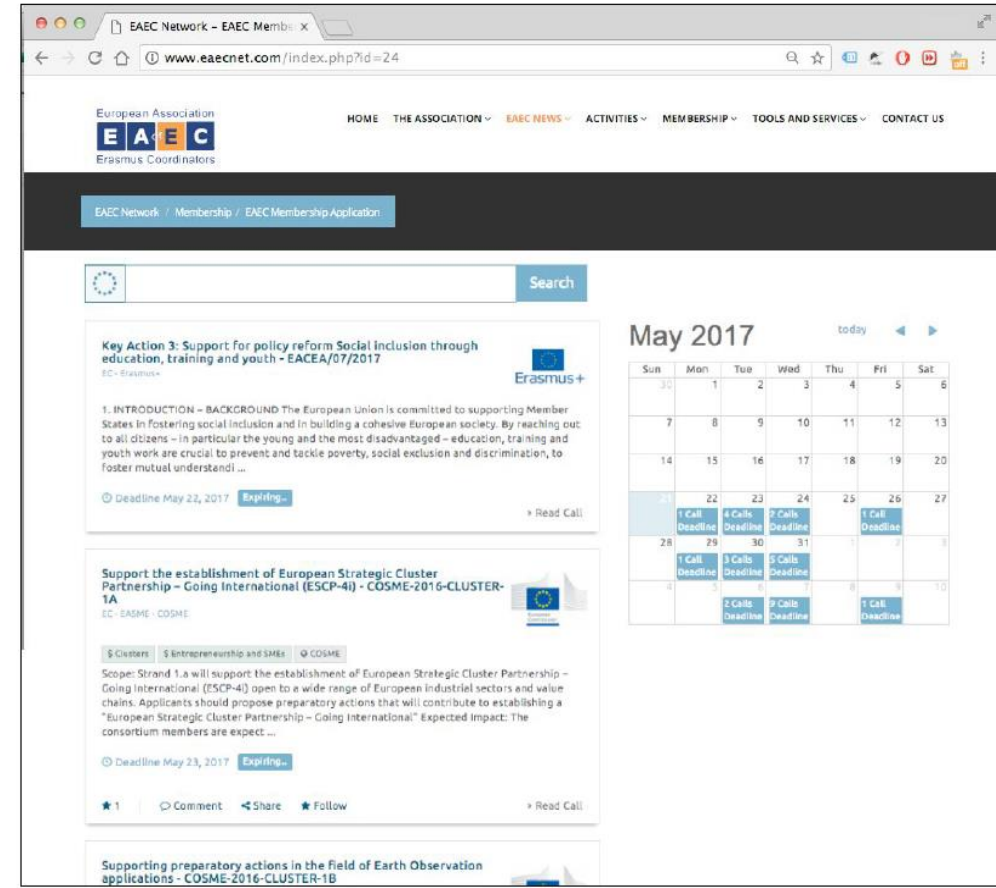 EAEC Network – EAEC Membe
www.eaecnet.com/index.php?id=24
off
European Association
E A of E C
Erasmus Coordinators
HOME THE ASSOCIATION EAEC NEWS ACTIVITIES MEMBERSHIP TOOLS AND SERVICES CONTACT US
EAEC Network / Membership / EAEC Membership Application
Search
Key Action 3: Support for policy reform Social inclusion through
education, training and youth - EACEA/07/2017
EC - Erasmus+
Erasmus+
1. INTRODUCTION – BACKGROUND The European Union is committed to supporting Member
States in fostering social inclusion and in building a cohesive European society. By reaching out
to all citizens – in particular the young and the most disadvantaged – education, training and
youth work are crucial to prevent and tackle poverty, social exclusion and discrimination, to
foster mutual understandi ...
Deadline May 22, 2017 Expiring..
» Read Call
Support the establishment of European Strategic Cluster
Partnership – Going International (ESCP-4i) - COSME-2016-CLUSTER-
1A
EC - EASME - COSME
European
Commission
Clusters Entrepreneurship and SMEs COSME
Scope: Strand 1.a will support the establishment of European Strategic Cluster Partnership –
Going International (ESCP-4i) open to a wide range of European industrial sectors and value
chains. Applicants should propose preparatory actions that will contribute to establishing a
"European Strategic Cluster Partnership – Going International" Expected Impact: The
consortium members are expect ...
Deadline May 23, 2017 Expiring..
1 Comment Share Follow » Read Call
Supporting preparatory actions in the field of Earth Observation
applications - COSME-2016-CLUSTER-1B
May 2017 today
Sun Mon Tue Wed Thu Fri Sat
30 1 2 3 4 5 6
7 8 9 10 11 12 13
14 15 16 17 18 19 20
21 22 23 24 25 26 27
1 Call 4 Calls 2 Calls 1 Call
Deadline Deadline Deadline Deadline
28 29 30 31 1 2 3
1 Call 3 Calls 5 Calls
Deadline Deadline Deadline
4 5 6 7 8 9 10
2 Calls 9 Calls 1 Call
Deadline Deadline Deadline